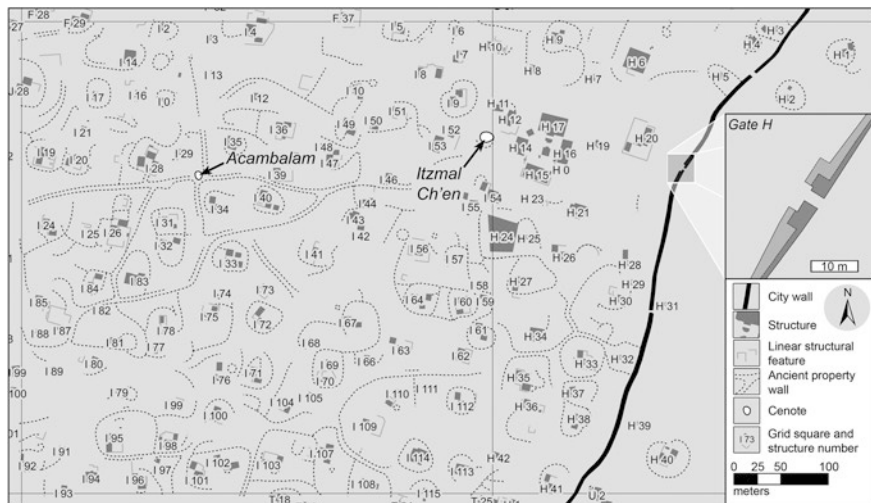 F 28
F 29
I 2
I 3
I 4
F 37
I 5
I 6
I 7
H 10
H 9
H 8
H 7
H 6
H 5
H 4
H 3
H 1
H 2
I 14
I 13
I 17
I 16
I 12
I 10
I 8
I 9
I 51
I 50
I 49
I 52
I 53
H 11
H 12
H 17
H 14
H 16
H 15
H 19
H 20
I 21
I 19
I 20
I 28
I 29
I 35
I 36
I 48
I 47
I 39
I 46
Acambalam
Itzmal
Ch'en
H 23
H 21
I 54
I 55
I 34
I 40
I 44
I 43
I 42
I 24
I 25
I 26
I 31
I 32
I 33
I 41
I 56
I 57
H 24
H 25
H 26
H 27
H 28
H 29
H 30
H 31
I 84
I 83
I 85
I 82
I 74
I 73
I 64
I 60
I 58
I 59
I 88
I 87
I 78
I 77
I 75
I 72
I 68
I 67
I 63
I 61
I 62
H 34
H 33
H 32
I 81
I 80
I 89
I 76
I 71
I 69
I 70
I 66
H 35
H 36
H 37
H 38
H 39
I 79
I 99
I 100
I 104
I 105
I 110
I 111
I 112
I 109
I 95
I 98
I 91
I 92
I 97
I 94
I 93
I 96
I 101
I 102
I 103
I 107
I 108
I 114
I 113
I 115
H 42
H 41
H 40
T 18
Gate H
10 m
City wall
Structure
Linear structural
feature
Ancient property
wall
Cenote
I 73
Grid square and
structure number
N
0 25 50 100
meters